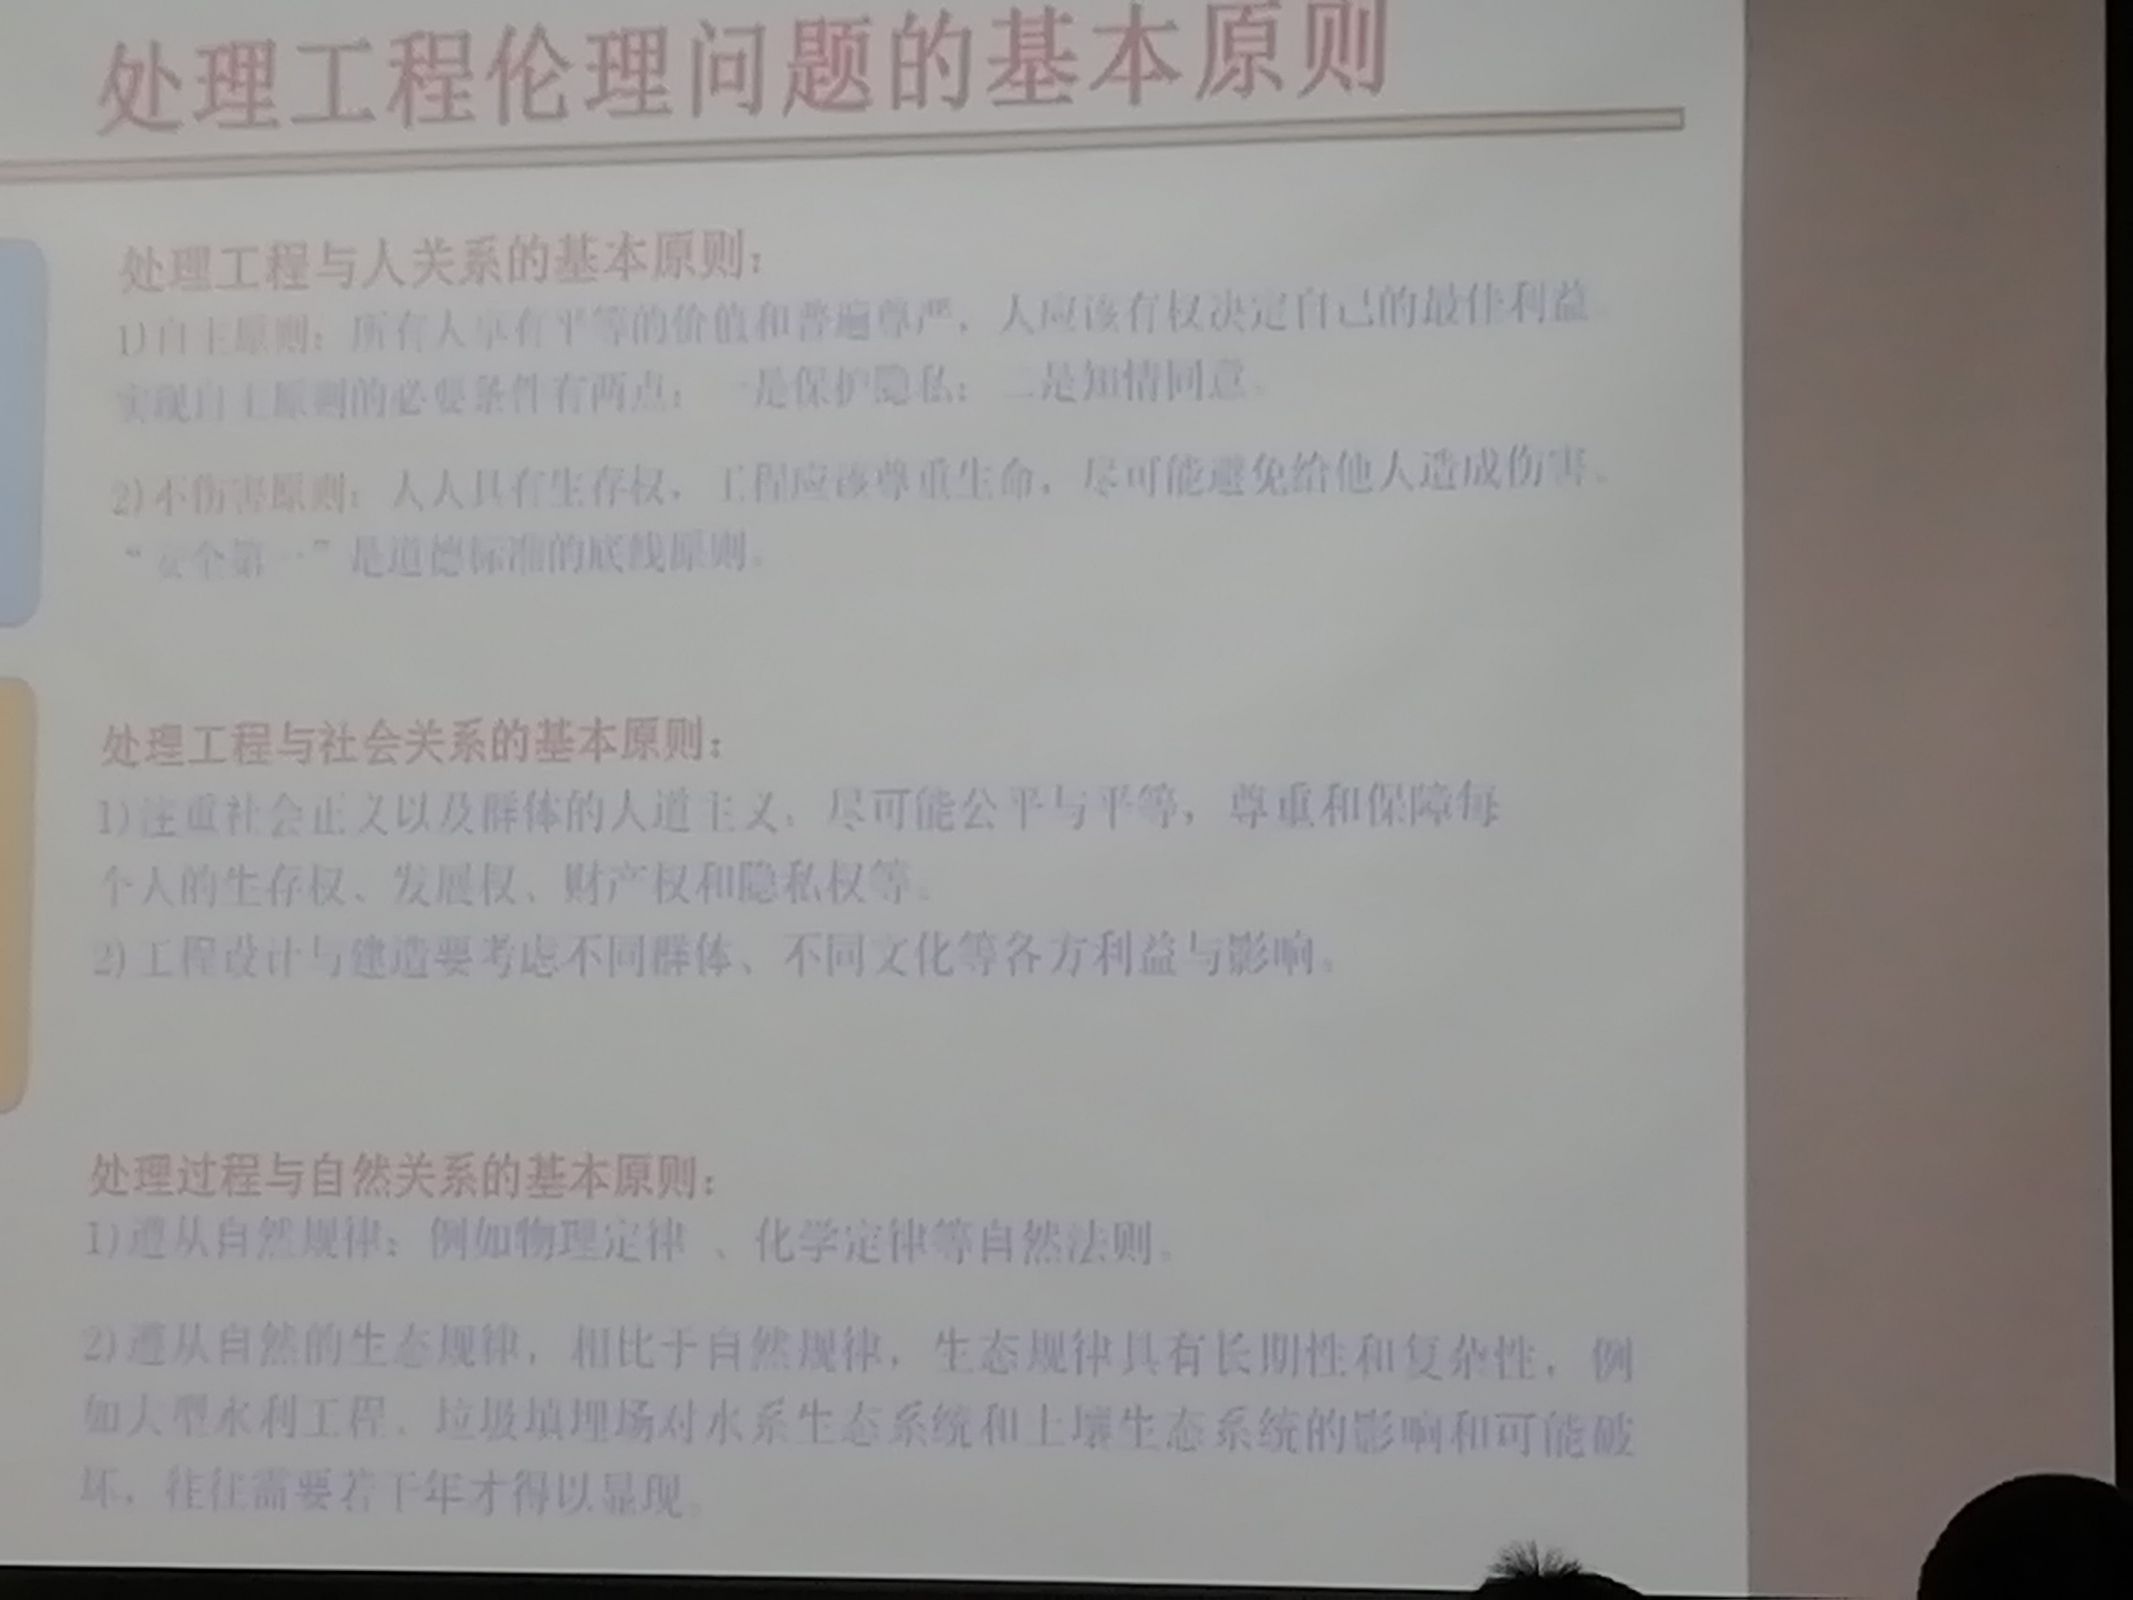 处理工程伦理问题的基本原则
处理工程与人关系的基本原则：
1)自主原则：所有人享有平等的价值和普遍尊严，人应该有权决定自己的最佳利益。
实现自主原则的必要条件有两点：一是保护隐私；二是知情同意。
2)不伤害原则：人人具有生存权，工程应该尊重生命，尽可能避免给他人造成伤害。
“安全第一”是道德标准的底线原则。
处理工程与社会关系的基本原则：
1)注重社会正义以及群体的人道主义：尽可能公平与平等，尊重和保障每
个人的生存权、发展权、财产权和隐私权等。
2)工程设计与建造要考虑不同群体、不同文化等各方利益与影响。
处理过程与自然关系的基本原则：
1)遵从自然规律：例如物理定律 、化学定律等自然法则。
2)遵从自然的生态规律，相比于自然规律，生态规律具有长期性和复杂性，例
如大型水利工程、垃圾填埋场对水系生态系统和土壤生态系统的影响和可能破
坏，往往需要若干年才得以显现。